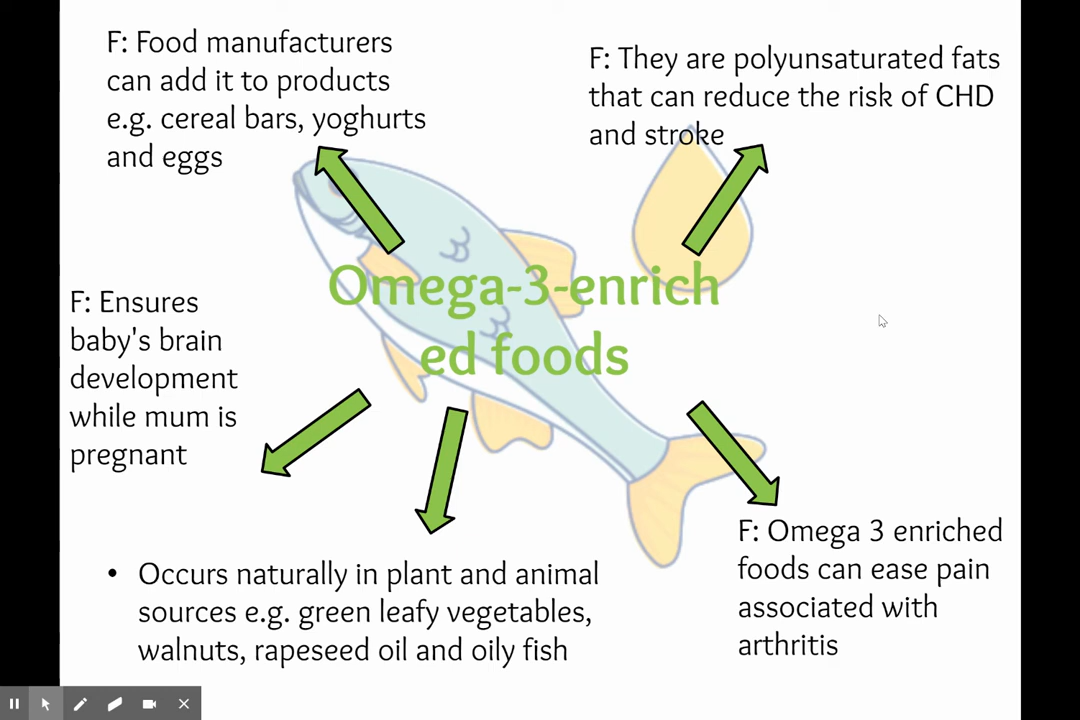 F: Food manufacturers
can add it to products
e.g. cereal bars, yoghurts
and eggs
F: They are polyunsaturated fats
that can reduce the risk of CHD
and stroke
Omega-3-enrich
ed foods
F: Ensures
baby's brain
development
while mum is
pregnant
• Occurs naturally in plant and animal
sources e.g. green leafy vegetables,
walnuts, rapeseed oil and oily fish
F: Omega 3 enriched
foods can ease pain
associated with
arthritis